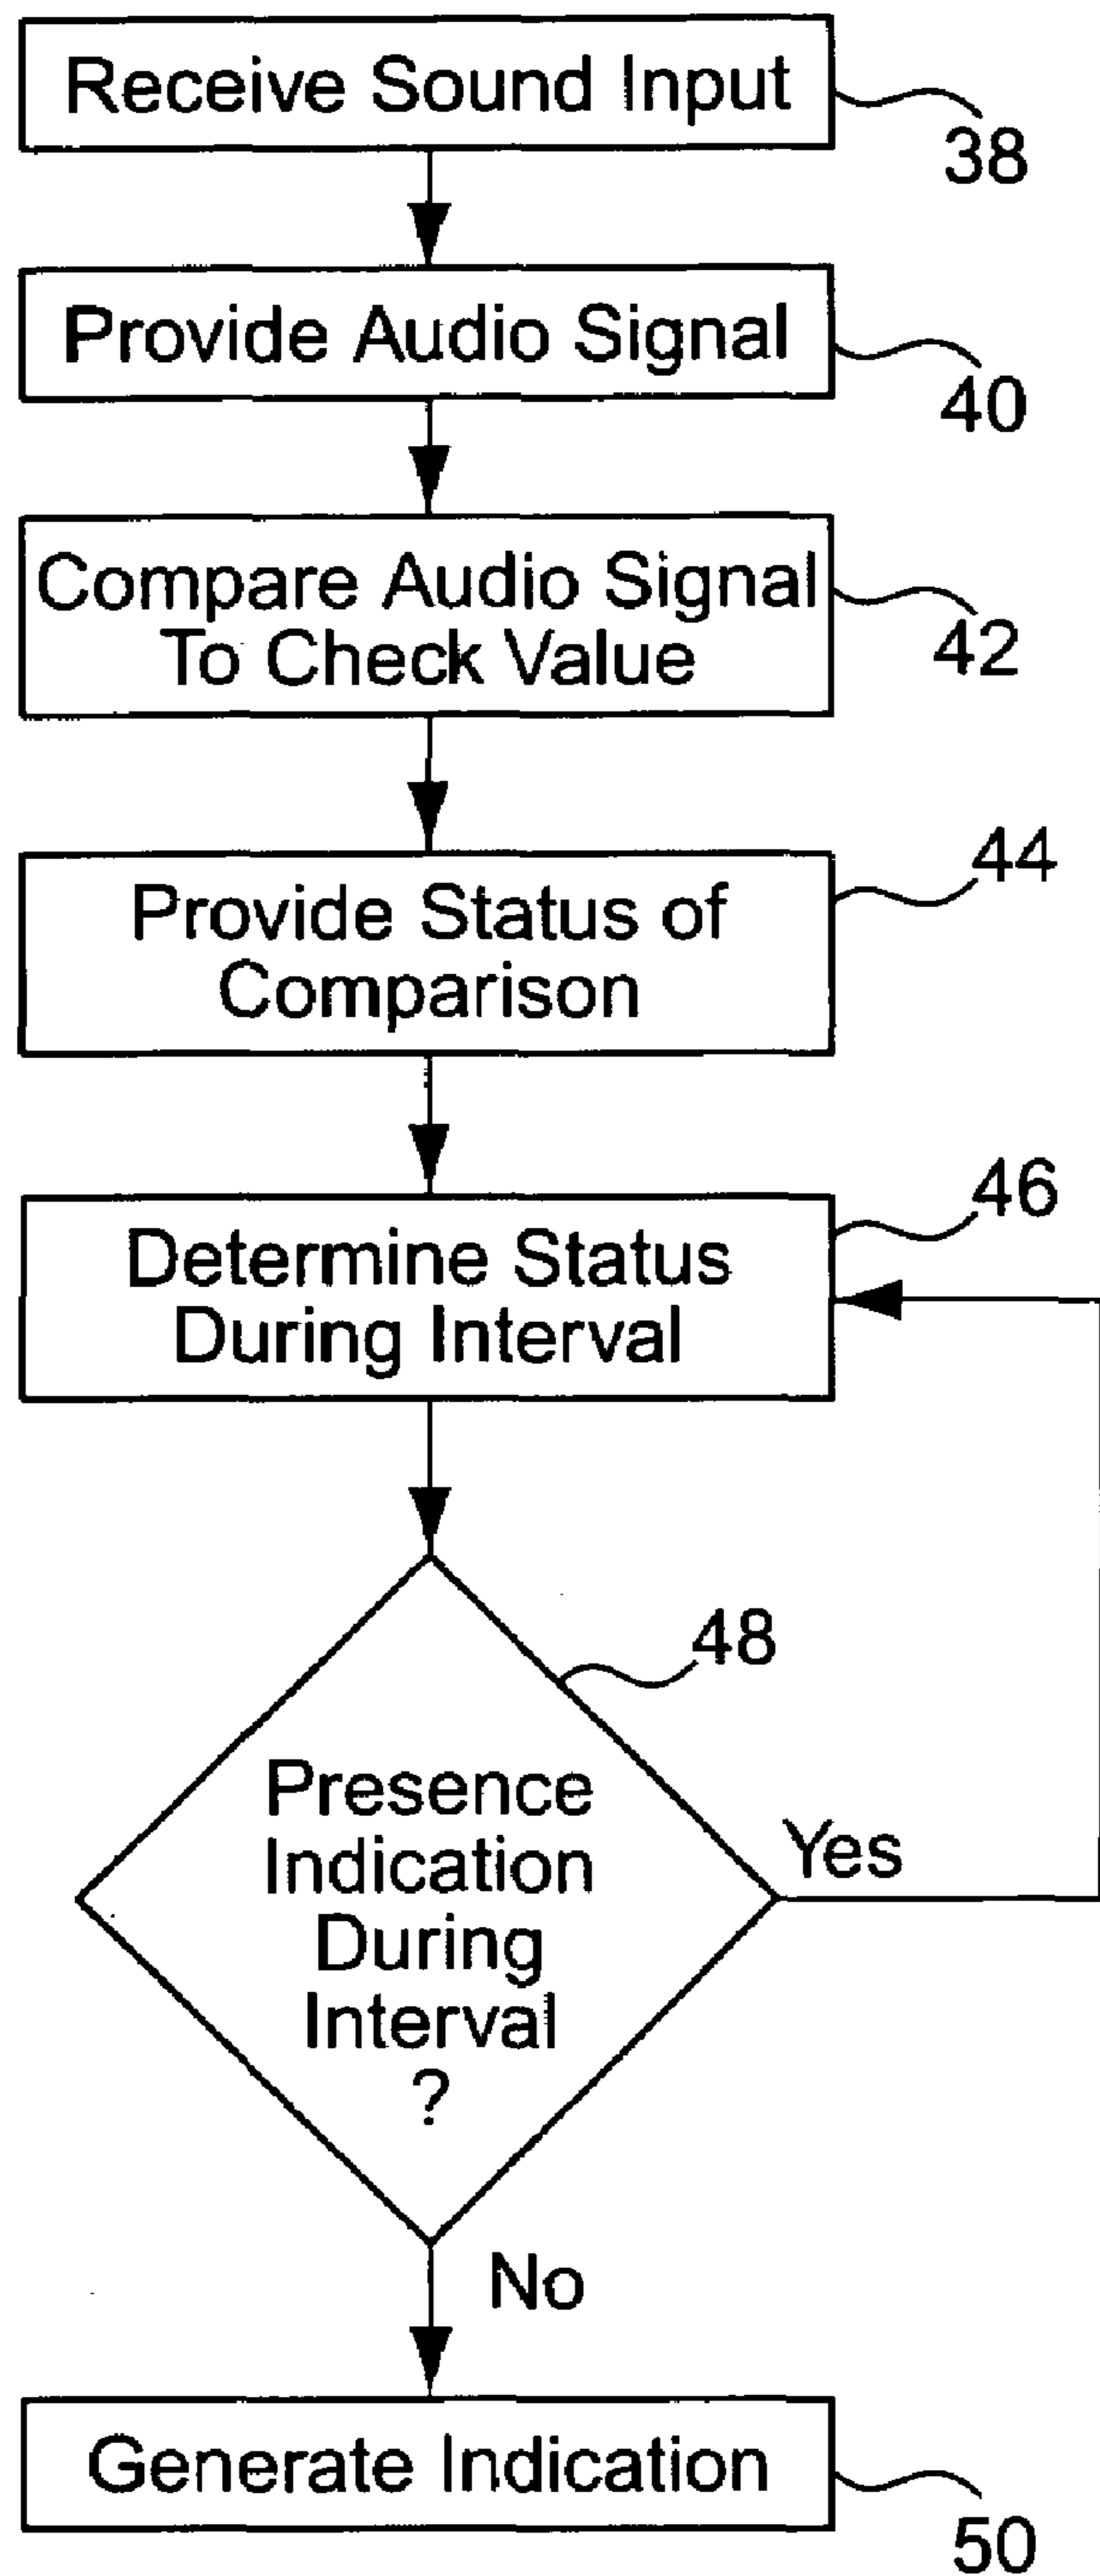 Receive Sound Input
38
Provide Audio Signal
40
Compare Audio Signal
To Check Value
42
44
Provide Status of
Comparison
46
Determine Status
During Interval
48
Presence
Indication
During
Interval
?
Yes
No
Generate Indication
50